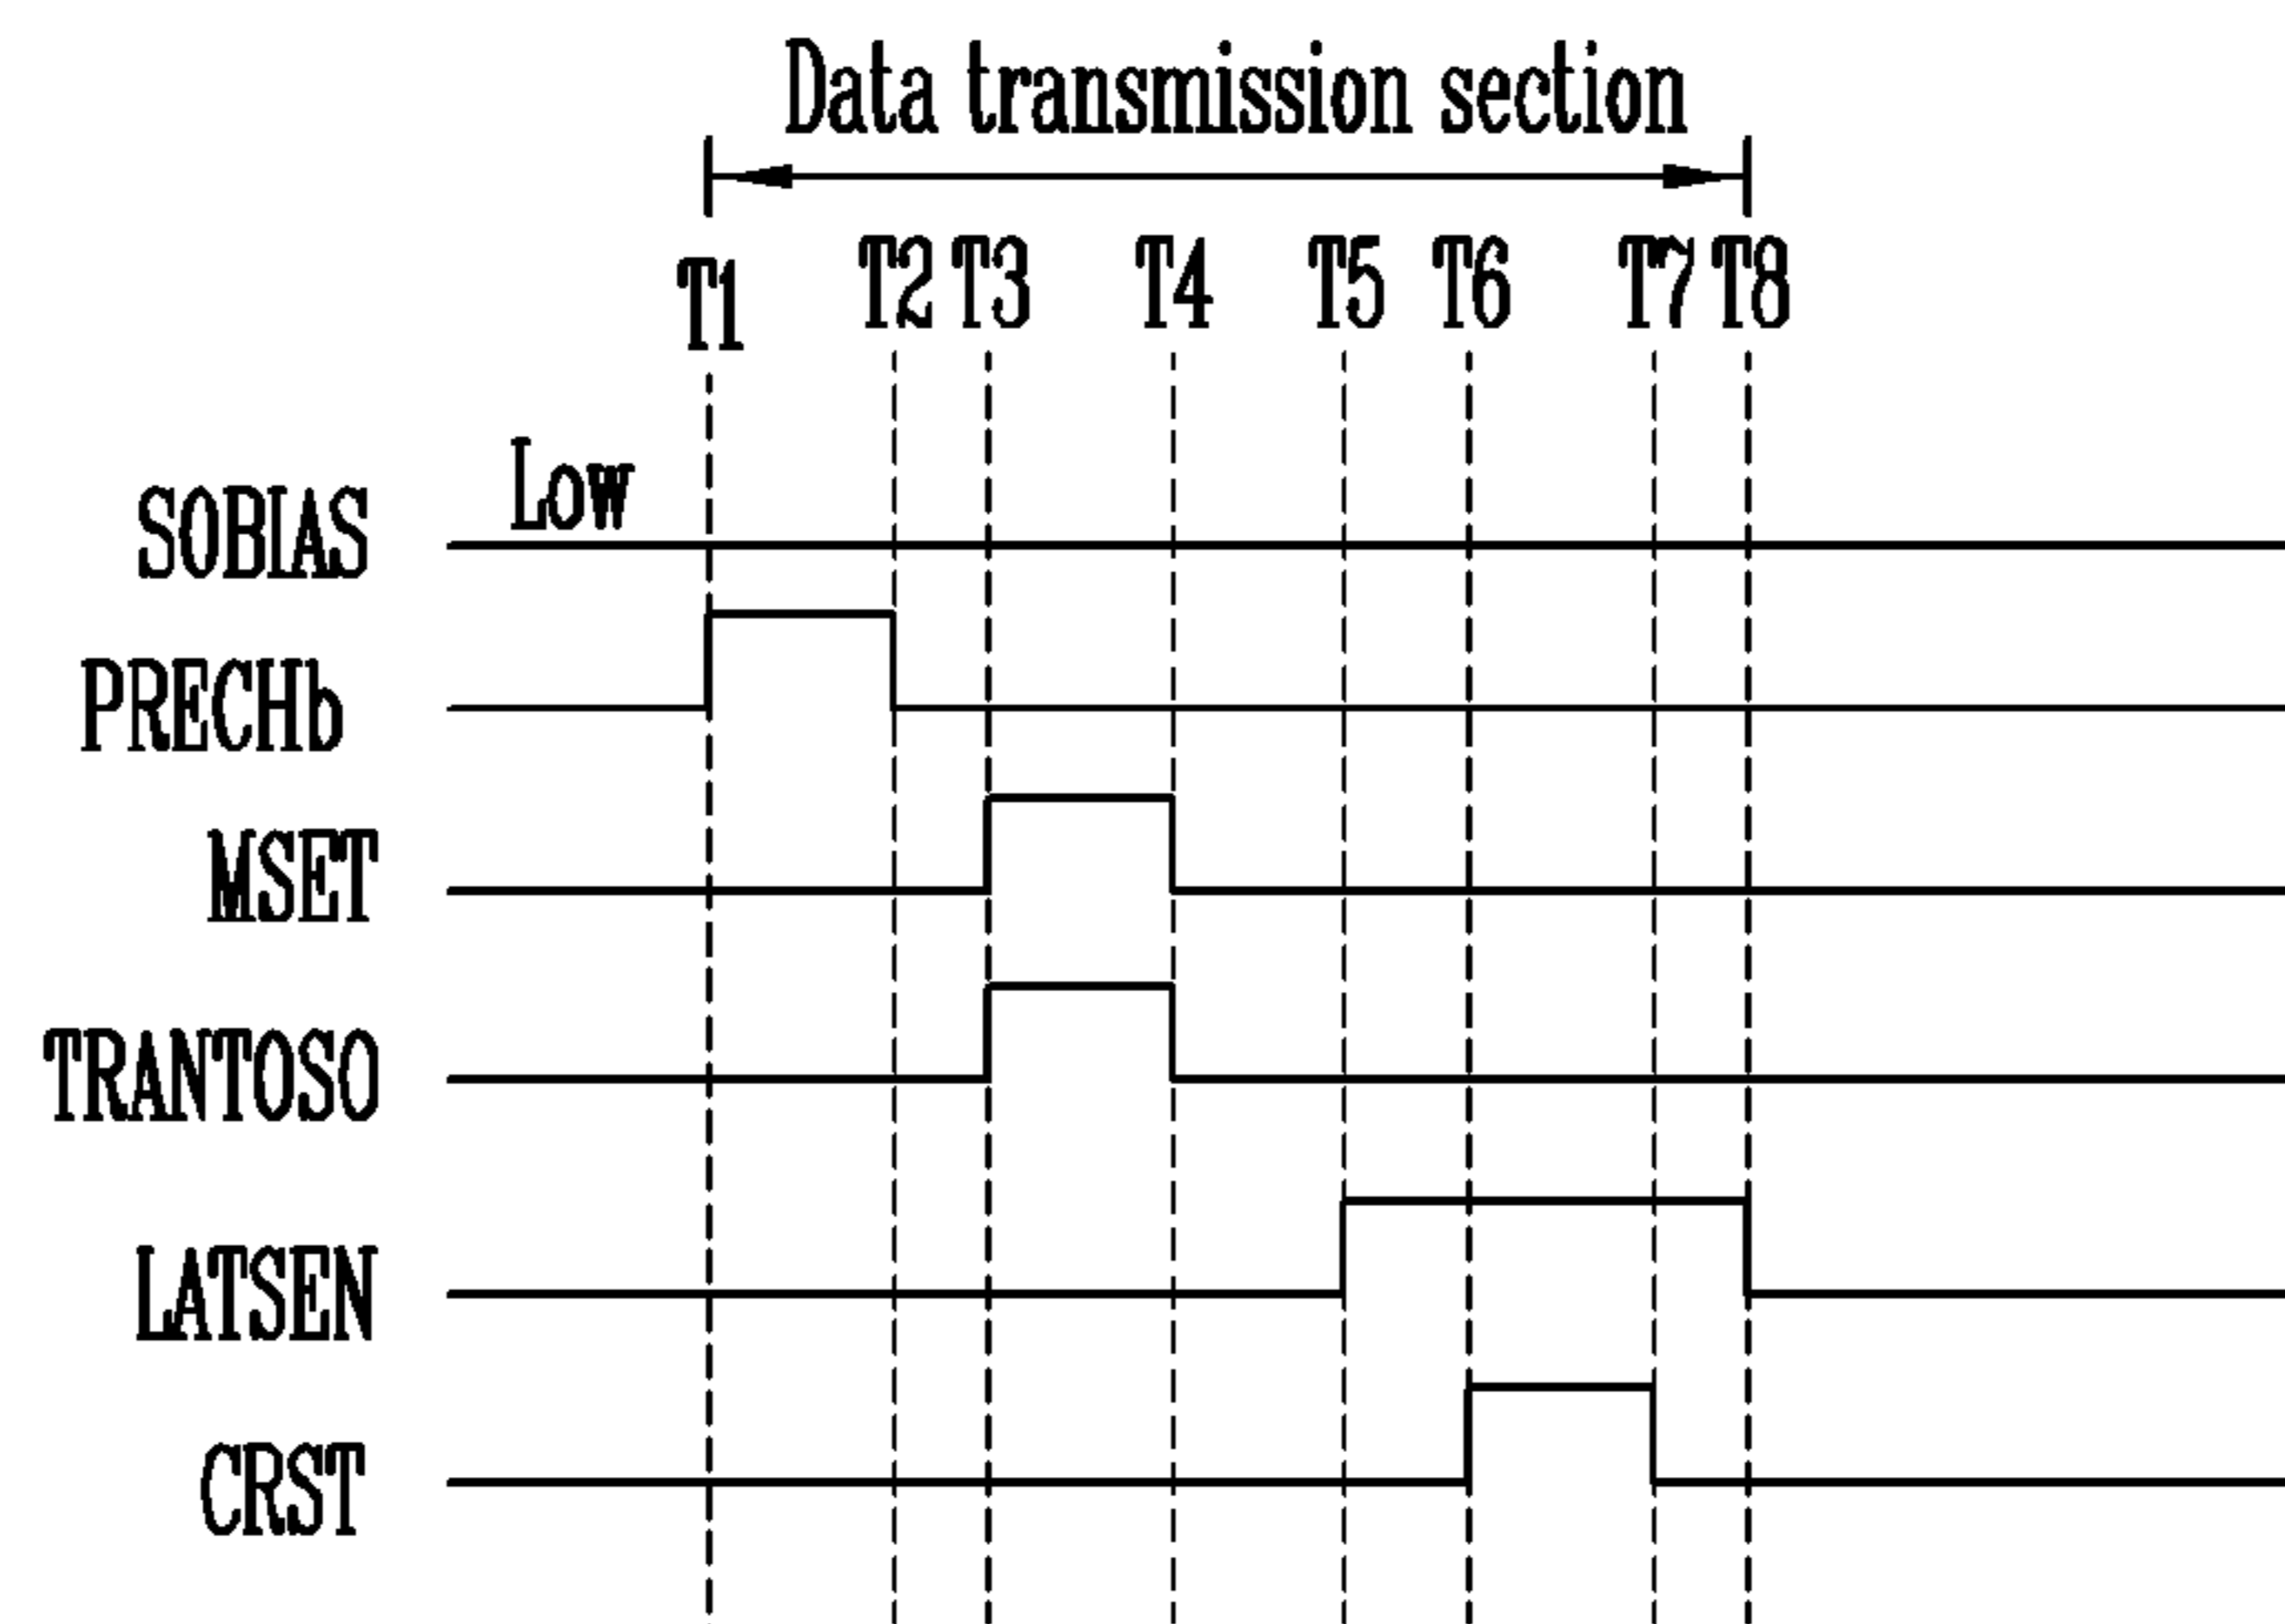 Data transmission section
T1 T2 T3 T4 T5 T6 T7 T8
Low
SOBIAS
PRECHb
MSET
TRANTOSO
LATSEN
CRST